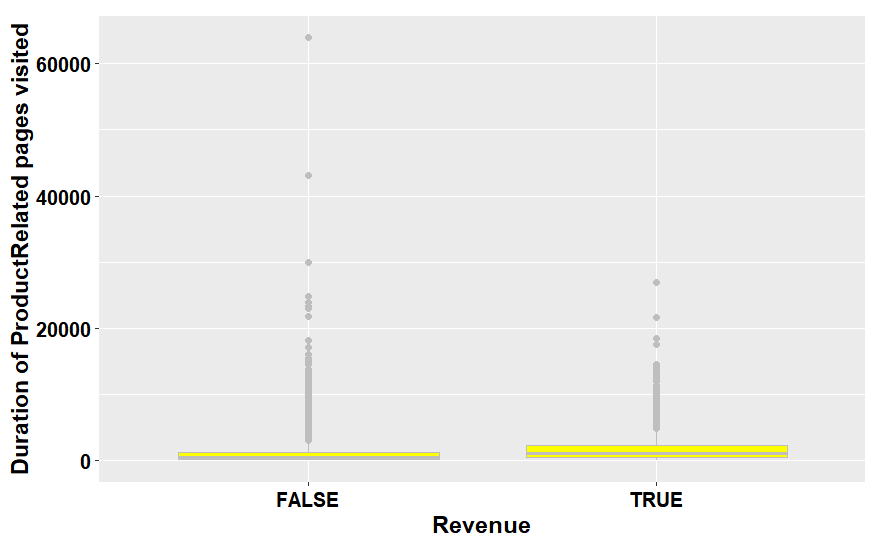 Duration of ProductRelated pages visited
60000
40000
20000
0
FALSE
TRUE
Revenue